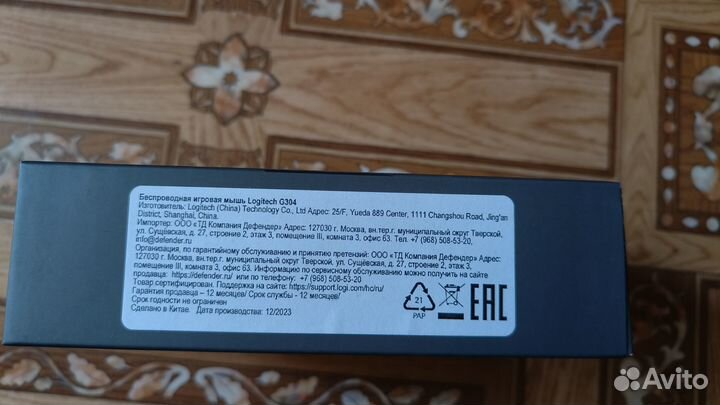 Беспроводная игровая мышь Logitech G304
Изготовитель: Logitech (China) Technology Co., Ltd Адрес: 25/F, Yueda 889 Center, 1111 Changshou Road, Jing'an
District, Shanghai, China.
Импортер: ООО «ТД Компания Дефендер» Адрес: 127030 г. Москва, вн.тер.г. муниципальный округ Тверской,
ул. Сущёвская, д. 27, строение 2, этаж 3, помещение III, комната 3, офис 63. Тел. +7 (968) 508-53-20,
info@defender.ru
Организация, по гарантийному обслуживанию и принятию претензий: ООО «ТД Компания Дефендер» Адрес:
127030 г. Москва, вн.тер.г. муниципальный округ Тверской, ул. Сущёвская, д. 27, строение 2, этаж 3,
помещение III, комната 3, офис 63. Информацию по сервисному обслуживанию можно получить на сайте
продавца: https://defender.ru/ или по телефону: +7 (968) 508-53-20
Товар сертифицирован. Поддержка на сайте: https://support.logi.com/hc/ru/
Гарантия продавца – 12 месяцев/ Срок службы - 12 месяцев/
Срок годности не ограничен
Сделано в Китае. Дата производства: 12/2023
21
PAP
EAC
Avito